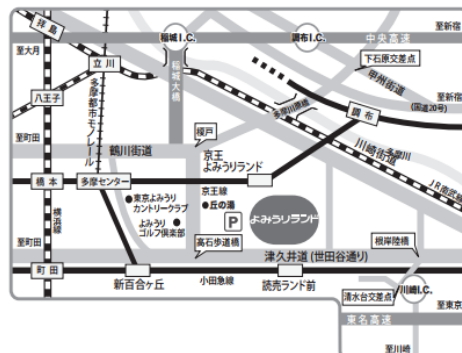 至新宿
拝島
稲城I.C.
調布I.C.
中央高速
至大月
下石原交差点
立川
甲州街道
稲城大橋
至新宿
(国道20号)
八王子
多摩都市モノレール
多摩川原橋
調布
至町田
榎戸
鶴川街道
京王
よみうりランド
川崎街道
多摩川
JR南武線
橋本
多摩センター
京王線
東京よみうり
カントリークラブ
丘の湯
横浜線
よみうり
ゴルフ倶楽部
P
よみうりランド
至町田
高石歩道橋
根岸陸橋
津久井道 (世田谷通り)
町田
小田急線
新百合ヶ丘
読売ランド前
川崎I.C.
清水台交差点
至東京
東名高速
至川崎